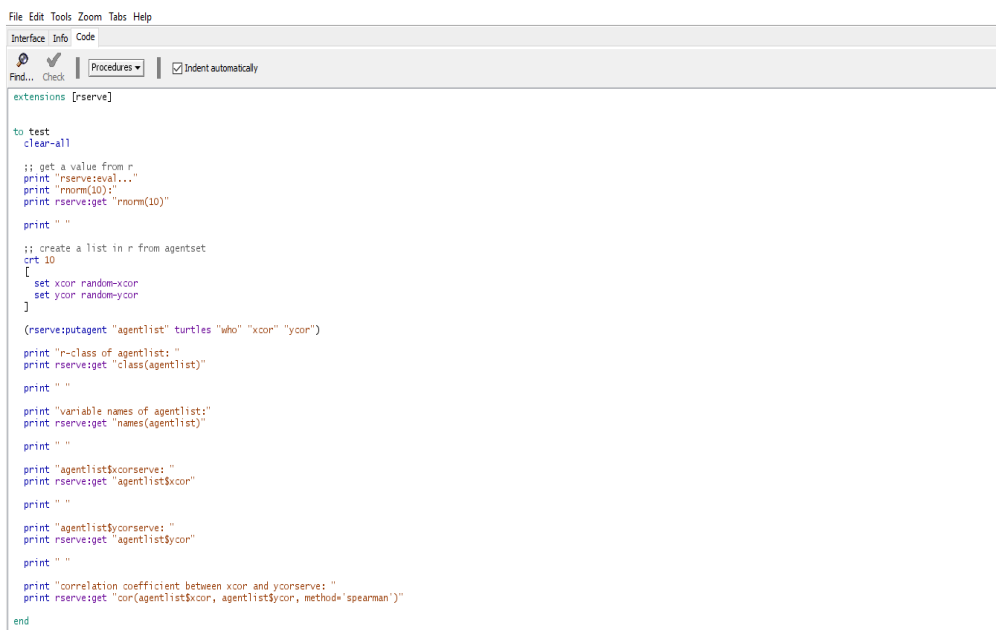 File Edit Tools Zoom Tabs Help
Interface Info Code
Find... Check Procedures Indent automatically
extensions [rserve]
to test
clear-all
;; get a value from r
print "rserve:eval..."
print "rnorm(10):"
print rserve:get "rnorm(10)"
print " "
;; create a list in r from agentset
crt 10
[
set xcor random-xcor
set ycor random-ycor
]
(rserve:putagent "agentlist" turtles "who" "xcor" "ycor")
print "r-class of agentlist: "
print rserve:get "class(agentlist)"
print " "
print "variable names of agentlist:"
print rserve:get "names(agentlist)"
print " "
print "agentlist$xcorserve: "
print rserve:get "agentlist$xcor"
print " "
print "agentlist$ycorserve: "
print rserve:get "agentlist$ycor"
print " "
print "correlation coefficient between xcor and ycorserve: "
print rserve:get "cor(agentlist$xcor, agentlist$ycor, method='spearman')"
end